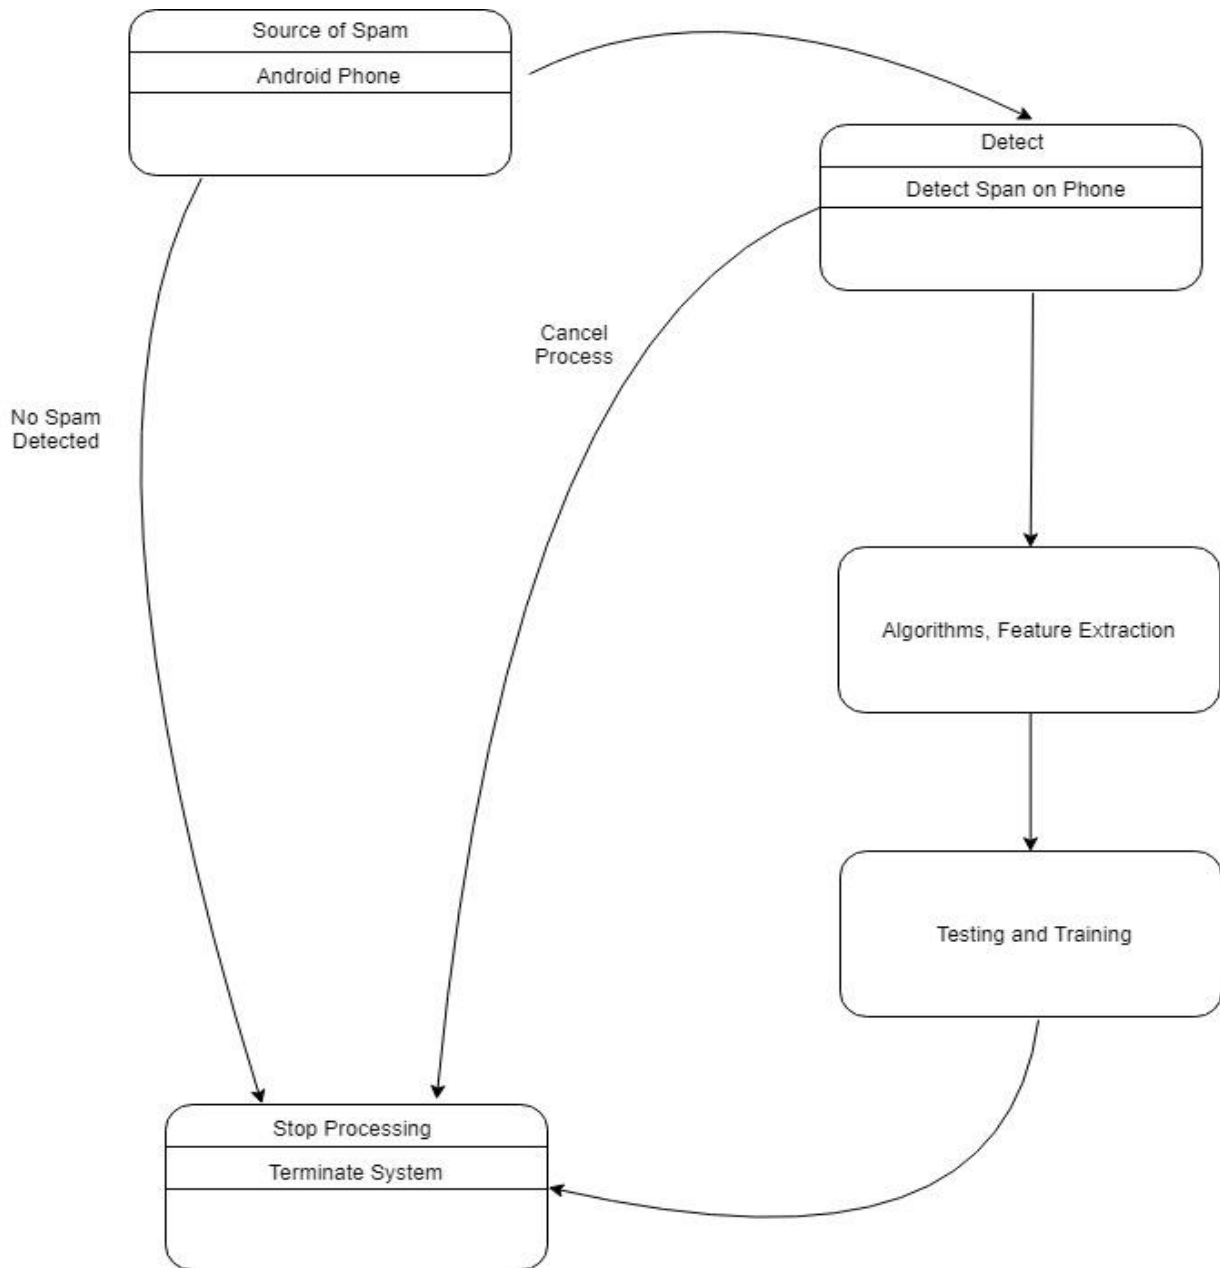 Source of Spam
Android Phone
Detect
Detect Span on Phone
Cancel
Process
No Spam
Detected
Algorithms, Feature Extraction
Testing and Training
Stop Processing
Terminate System